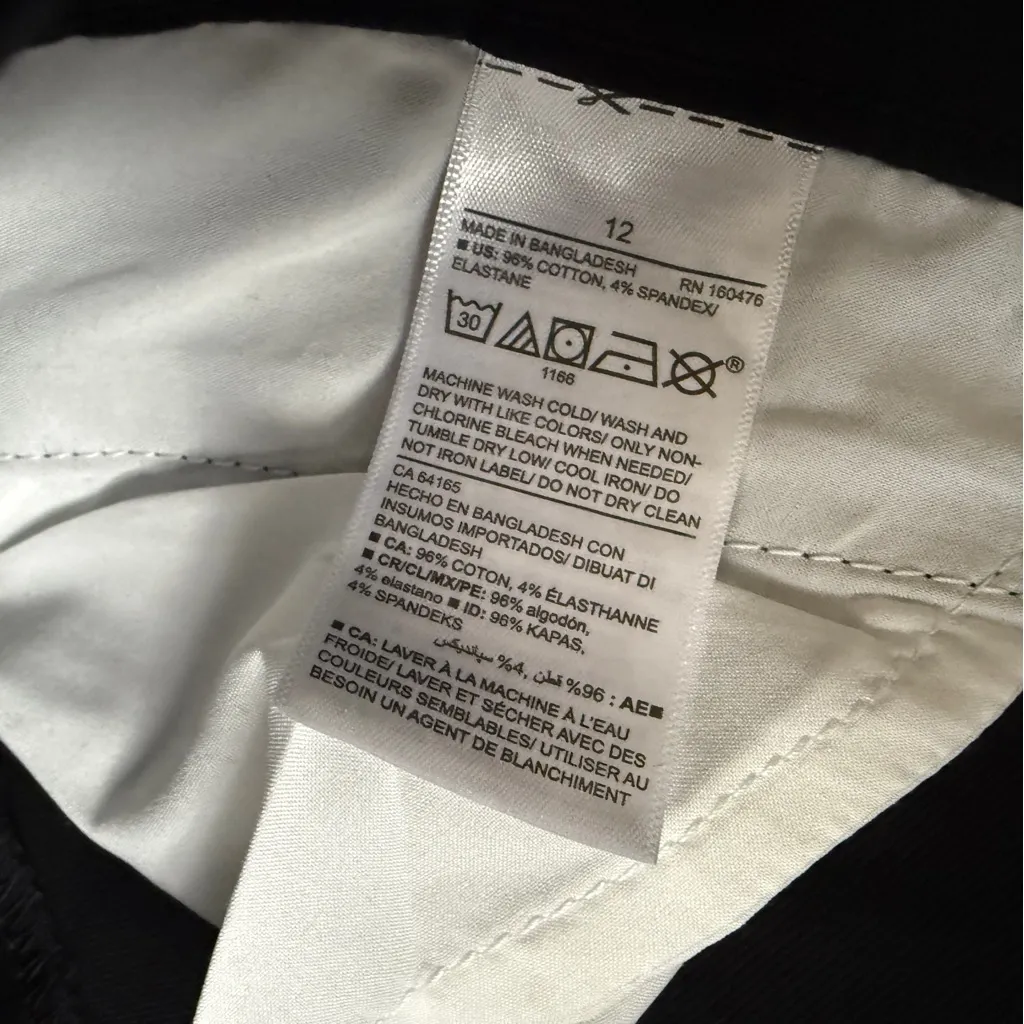 12
MADE IN BANGLADESH RN 160476
■ US: 96% COTTON, 4% SPANDEX/
ELASTANE
30 ®
1166
MACHINE WASH COLD/ WASH AND
DRY WITH LIKE COLORS/ ONLY NON-
CHLORINE BLEACH WHEN NEEDED/
TUMBLE DRY LOW/ COOL IRON/ DO
NOT IRON LABEL/ DO NOT DRY CLEAN
CA 64165
HECHO EN BANGLADESH CON
INSUMOS IMPORTADOS/ DIBUAT DI
BANGLADESH
■ CA: 96% COTON, 4% ÉLASTHANNE
■ CR/CL/MX/PE: 96% algodón,
4% elastano ■ ID: 96% KAPAS,
4% SPANDEKS
■AE : 96% قطن, 4% سباندیکس
■ CA: LAVER À LA MACHINE À L'EAU
FROIDE/ LAVER ET SÉCHER AVEC DES
COULEURS SEMBLABLES/ UTILISER AU
BESOIN UN AGENT DE BLANCHIMENT